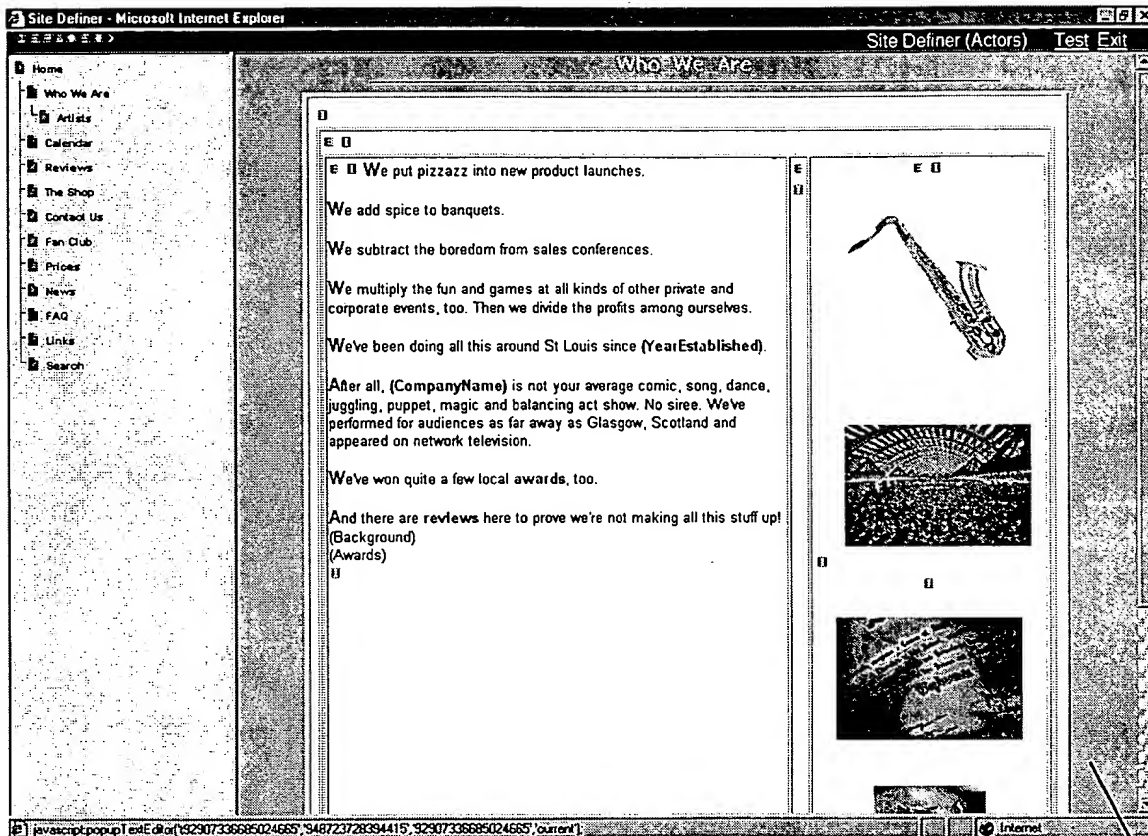 Site Definer - Microsoft Internet Explorer
Site Definer (Actors) Test Exit
Home
Who We Are
Artists
Calendar
Reviews
The Shop
Contact Us
Fan Club
Prices
News
FAQ
Links
Search
Who We Are
I
E I
E I We put pizzazz into new product launches.
We add spice to banquets.
We subtract the boredom from sales conferences.
We multiply the fun and games at all kinds of other private and
corporate events, too. Then we divide the profits among ourselves.
We've been doing all this around St Louis since (YearEstablished).
After all, (CompanyName) is not your average comic, song, dance,
juggling, puppet, magic and balancing act show. No siree. We've
performed for audiences as far away as Glasgow, Scotland and
appeared on network television.
We've won quite a few local awards, too.
And there are reviews here to prove we're not making all this stuff up!
(Background)
(Awards)
I
E
I
E I
I
I
javascript:popupTextEditor('t92907336685024665','948723728394415','92907336685024665','current');
Internet